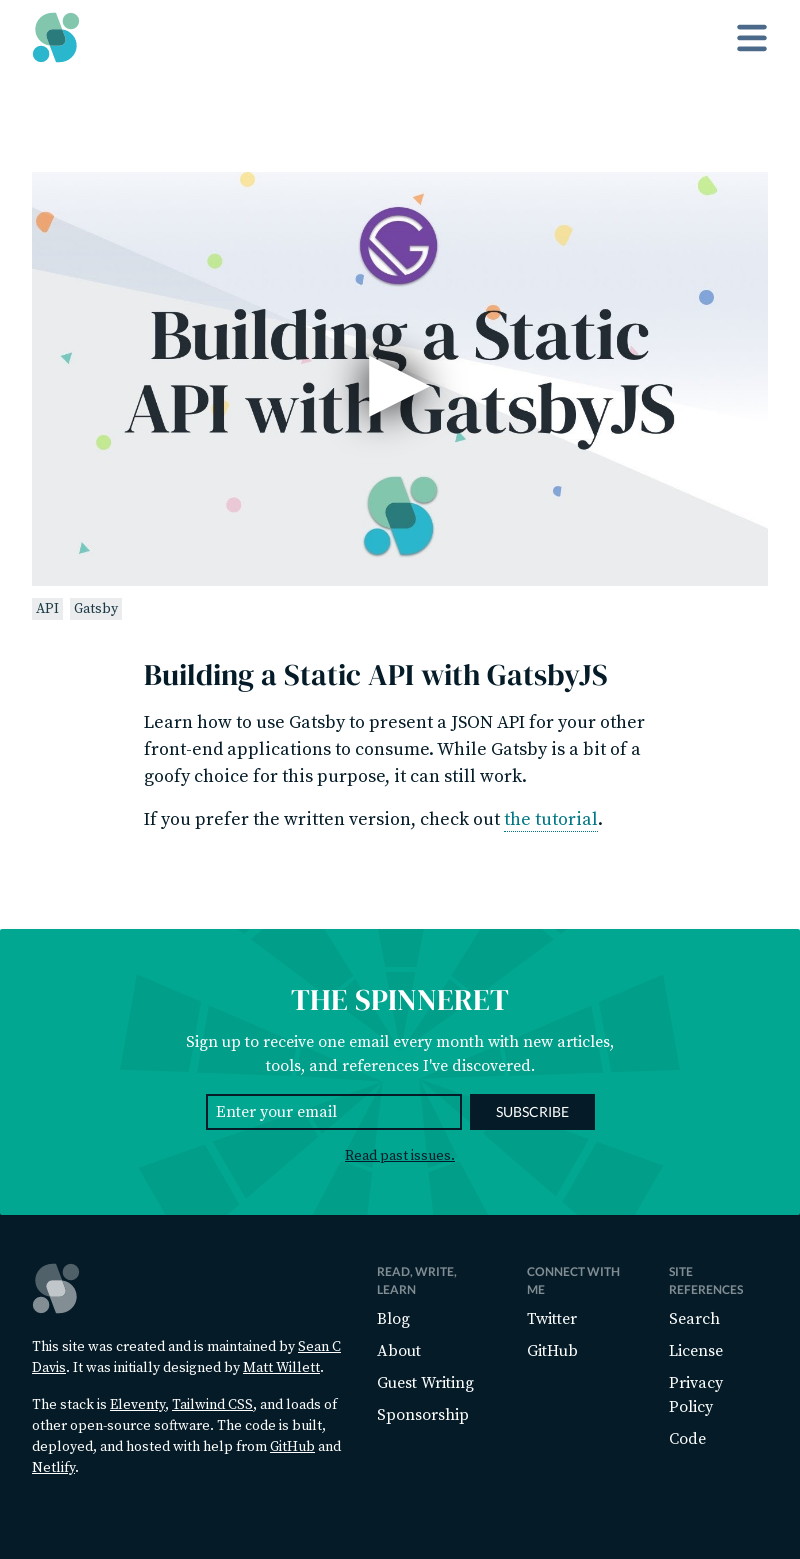 Building a Static
API with GatsbyJS
API
Gatsby
Building a Static API with GatsbyJS
Learn how to use Gatsby to present a JSON API for your other
front-end applications to consume. While Gatsby is a bit of a
goofy choice for this purpose, it can still work.
If you prefer the written version, check out the tutorial.
THE SPINNERET
Sign up to receive one email every month with new articles,
tools, and references I've discovered.
Enter your email
SUBSCRIBE
Read past issues.
This site was created and is maintained by Sean C
Davis. It was initially designed by Matt Willett.
The stack is Eleventy, Tailwind CSS, and loads of
other open-source software. The code is built,
deployed, and hosted with help from GitHub and
Netlify.
READ, WRITE,
LEARN
Blog
About
Guest Writing
Sponsorship
CONNECT WITH
ME
Twitter
GitHub
SITE
REFERENCES
Search
License
Privacy
Policy
Code